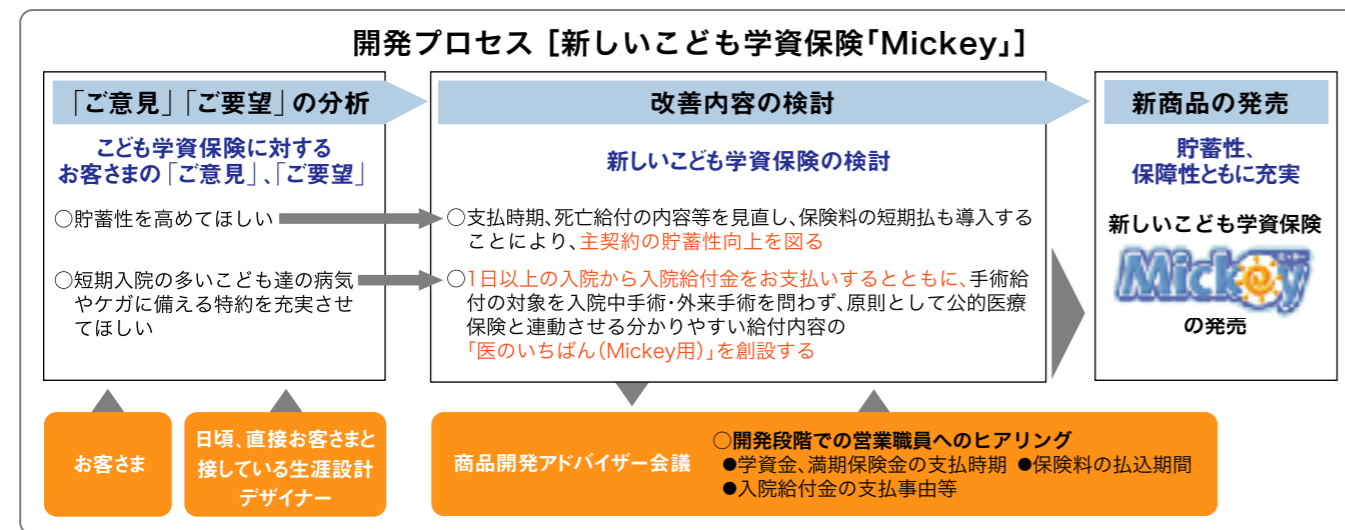 開発プロセス［新しいこども学資保険「Mickey」］
「ご意見」「ご要望」の分析
こども学資保険に対する
お客さまの「ご意見」、「ご要望」
○貯蓄性を高めてほしい
○短期入院の多いこども達の病気
やケガに備える特約を充実させ
てほしい
改善内容の検討
新しいこども学資保険の検討
○支払時期、死亡給付の内容等を見直し、保険料の短期払も導入する
ことにより、主契約の貯蓄性向上を図る
○1日以上の入院から入院給付金をお支払いするとともに、手術給
付の対象を入院中手術・外来手術を問わず、原則として公的医療
保険と連動させる分かりやすい給付内容の
「医のいちばん（Mickey用）」を創設する
新商品の発売
貯蓄性、
保障性ともに充実
新しいこども学資保険
Mickey
の発売
お客さま
日頃、直接お客さまと
接している生涯設計
デザイナー
商品開発アドバイザー会議
○開発段階での営業職員へのヒアリング
●学資金、満期保険金の支払時期 ●保険料の払込期間
●入院給付金の支払事由等